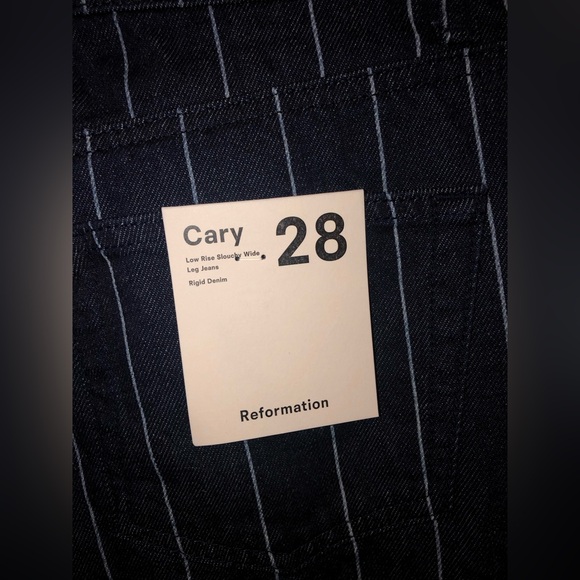 Cary
28
Low Rise Slouchy Wide
Leg Jeans
Rigid Denim
Reformation